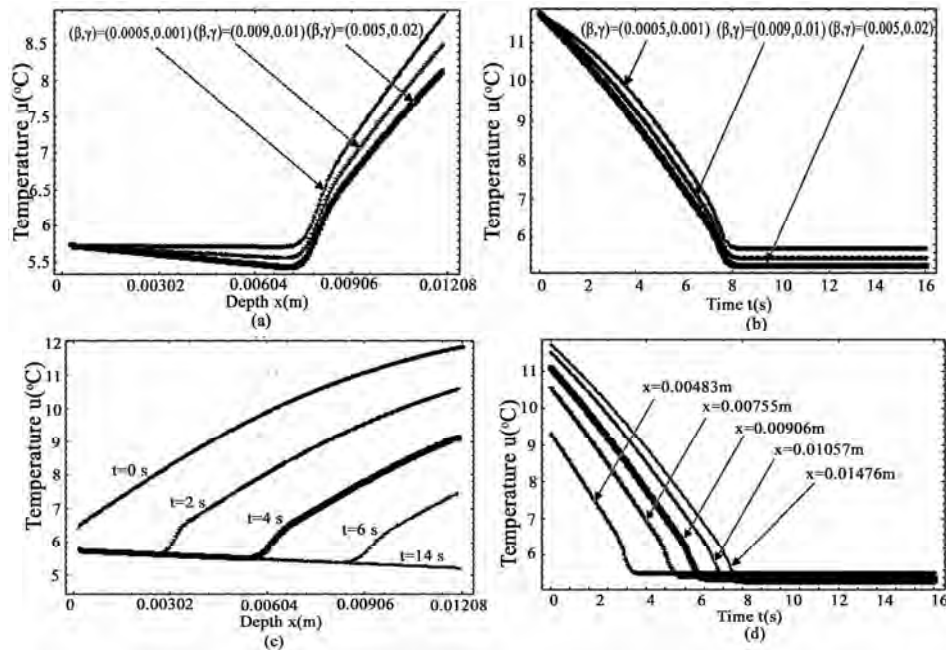 8.5
8
7.5
7
6.5
6
5.5
Temperature u(°C)
(β,γ)=(0.0005,0.001) (β,γ)=(0.009,0.01) (β,γ)=(0.005,0.02)
0 0.00302 0.00604 0.00906 0.01208
Depth x(m)
(a)
11
10
8
7
6
Temperature u(°C)
(β,γ)=(0.0005,0.001) (β,γ)=(0.009,0.01) (β,γ)=(0.005,0.02)
0 2 4 6 8 10 12 14 16
Time t(s)
(b)
12
11
10
9
8
7
6
5
Temperature u(°C)
t=0 s
t=2 s
t=4 s
t=6 s
t=14 s
0 0.00302 0.00604 0.00906 0.01208
Depth x(m)
(c)
11
10
8
7
6
Temperature u(°C)
x=0.00483m
x=0.00755m
x=0.00906m
x=0.01057m
x=0.01476m
0 2 4 6 8 10 12 14 16
Time t(s)
(d)